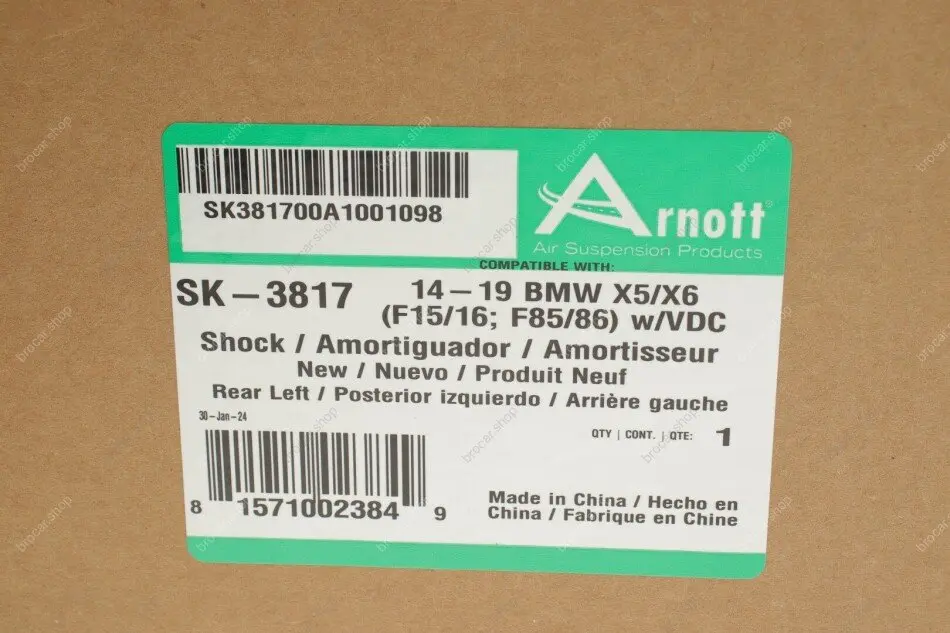 SK381700A1001098
Arnott®
Air Suspension Products
COMPATIBLE WITH:
SK-3817
14-19 BMW X5/X6
(F15/16; F85/86) w/VDC
Shock / Amortiguador / Amortisseur
New / Nuevo / Produit Neuf
Rear Left / Posterior izquierdo / Arrière gauche
30-Jan-24
QTY | CONT. | QTE: 1
8 1571002384 9
Made in China / Hecho en
China / Fabrique en Chine
brocar.shop